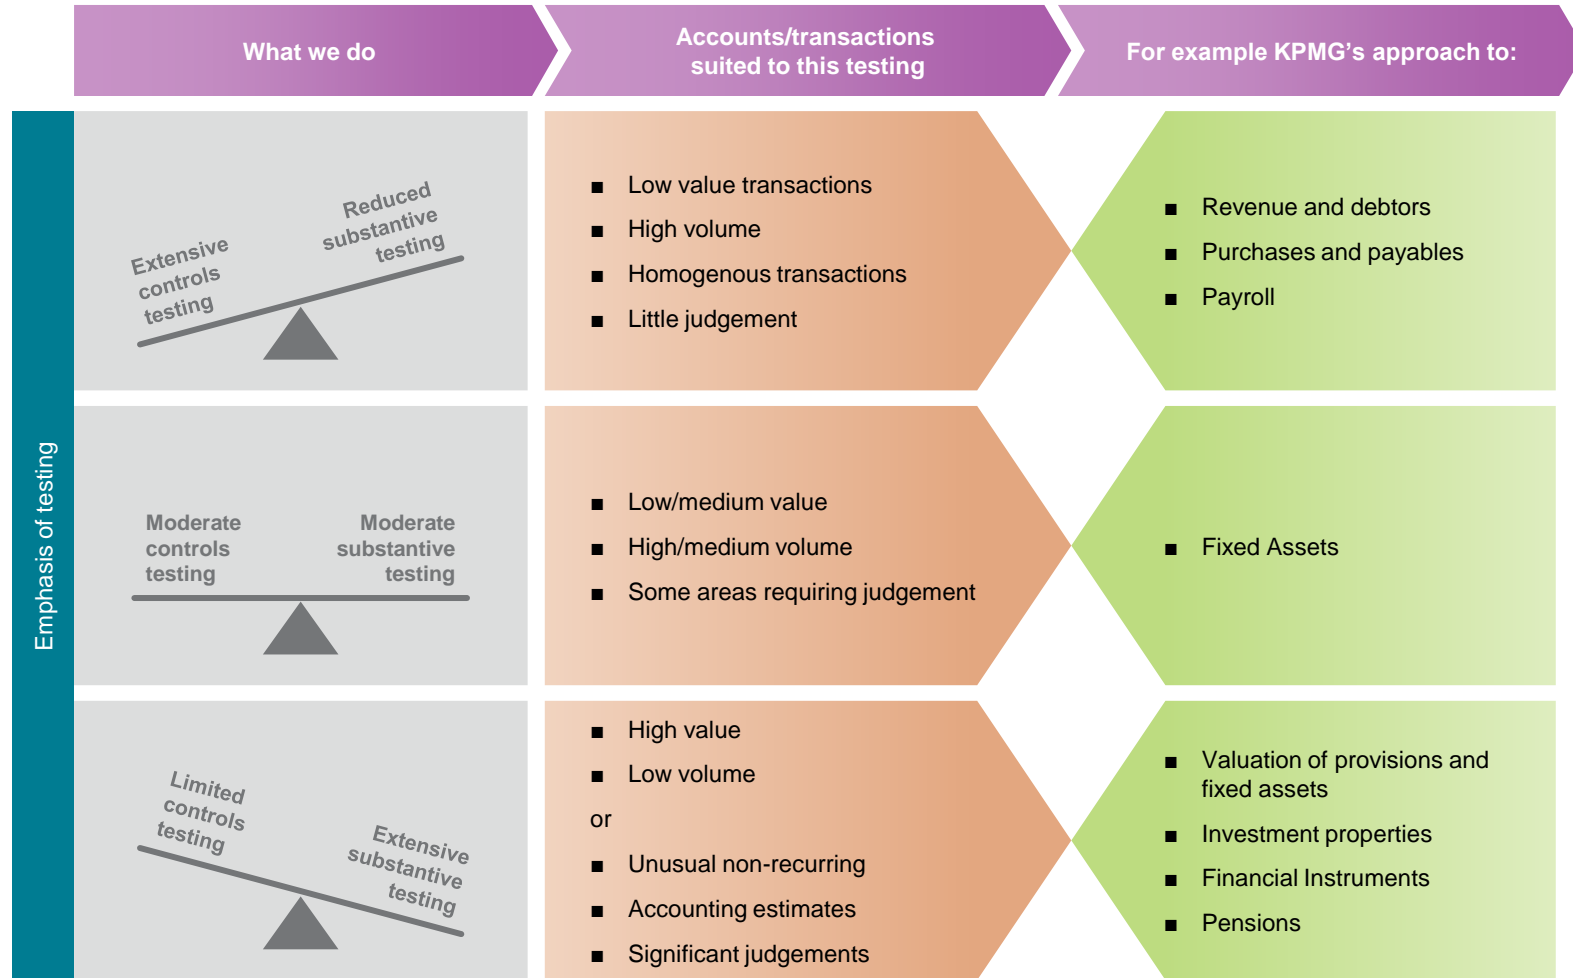 What we do
Accounts/transactions
suited to this testing
For example KPMG's approach to:
Emphasis of testing
Extensive
controls
testing
Reduced
substantive
testing
■ Low value transactions
■ High volume
■ Homogenous transactions
■ Little judgement
■ Revenue and debtors
■ Purchases and payables
■ Payroll
Moderate
controls
testing
Moderate
substantive
testing
■ Low/medium value
■ High/medium volume
■ Some areas requiring judgement
■ Fixed Assets
Limited
controls
testing
Extensive
substantive
testing
■ High value
■ Low volume
or
■ Unusual non-recurring
■ Accounting estimates
■ Significant judgements
■ Valuation of provisions and
fixed assets
■ Investment properties
■ Financial Instruments
■ Pensions